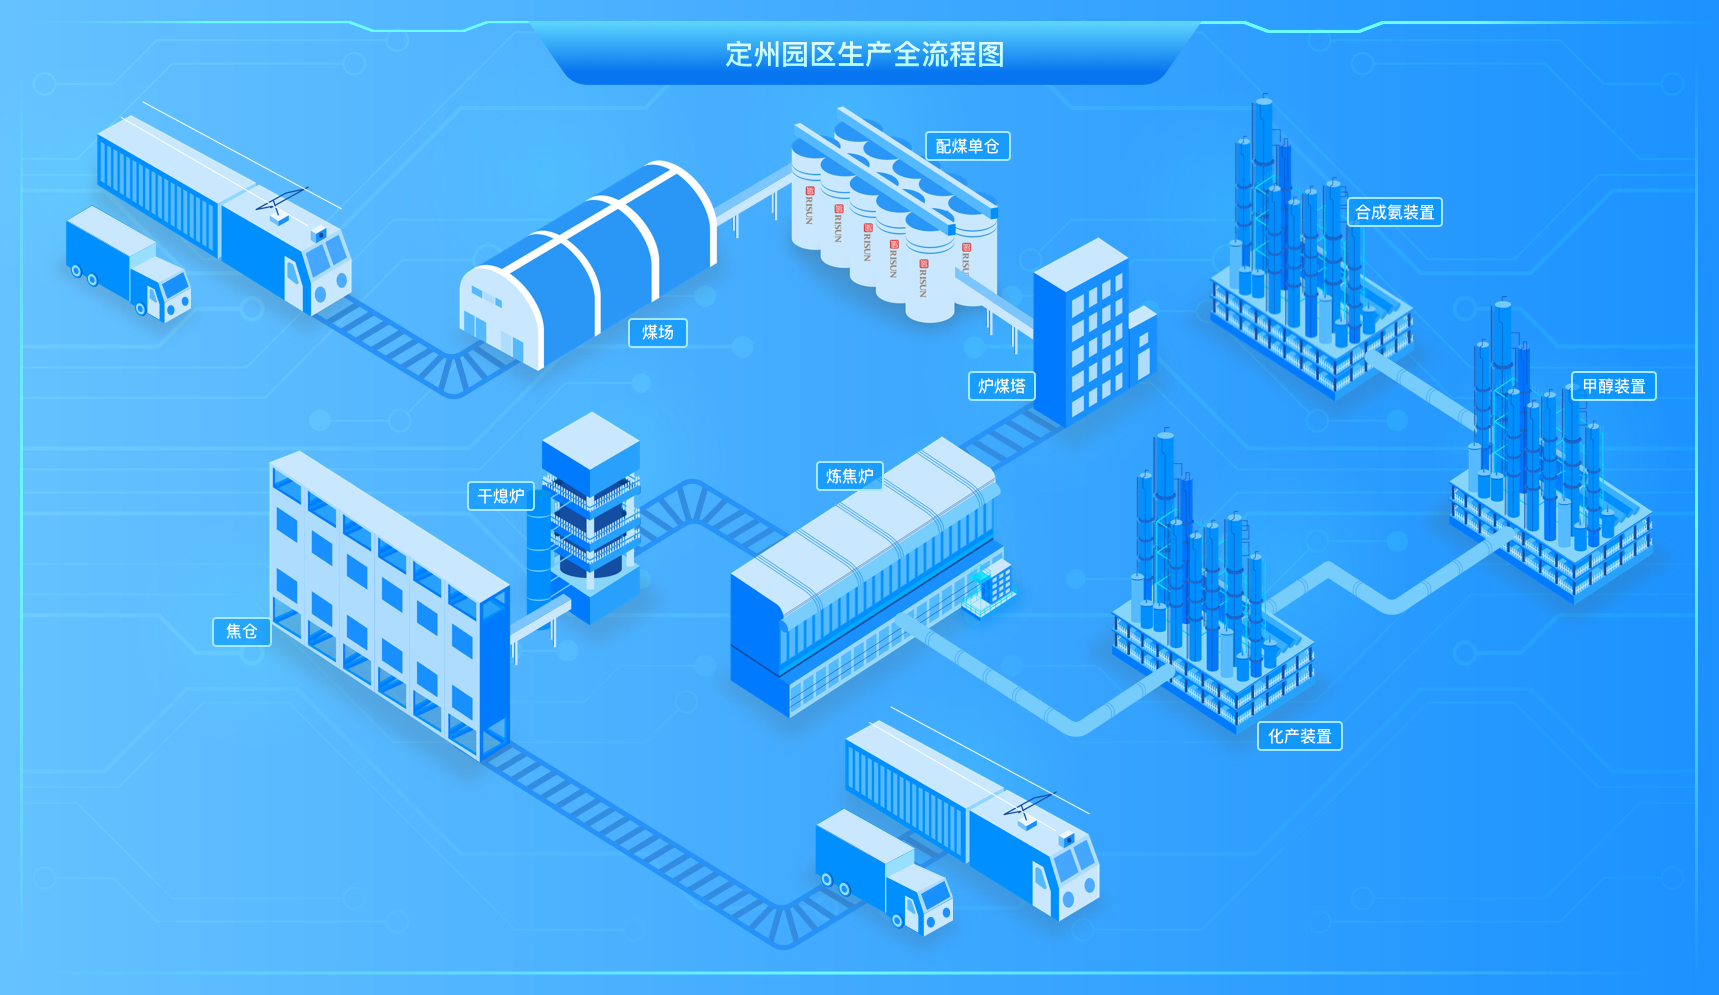 定州园区生产全流程图
配煤单仓
RISUN
RISUN
RISUN
RISUN
RISUN
RISU
合成氨装置
煤场
炉煤塔
甲醇装置
炼焦炉
干熄炉
焦仓
化产装置